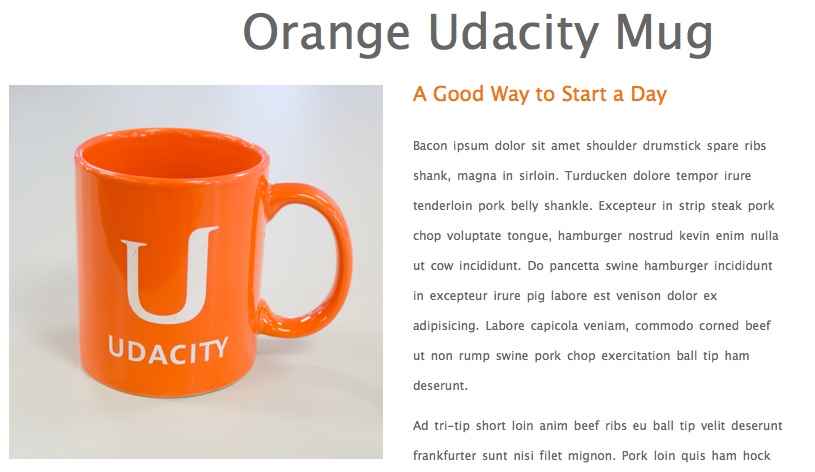 Orange Udacity Mug
U
UDACITY
A Good Way to Start a Day
Bacon ipsum dolor sit amet shoulder drumstick spare ribs
shank, magna in sirloin. Turducken dolore tempor irure
tenderloin pork belly shankle. Excepteur in strip steak pork
chop voluptate tongue, hamburger nostrud kevin enim nulla
ut cow incididunt. Do pancetta swine hamburger incididunt
in excepteur irure pig labore est venison dolor ex
adipisicing. Labore capicola veniam, commodo corned beef
ut non rump swine pork chop exercitation ball tip ham
deserunt.
Ad tri-tip short loin anim beef ribs eu ball tip velit deserunt
frankfurter sunt nisi filet mignon. Pork loin quis ham hock